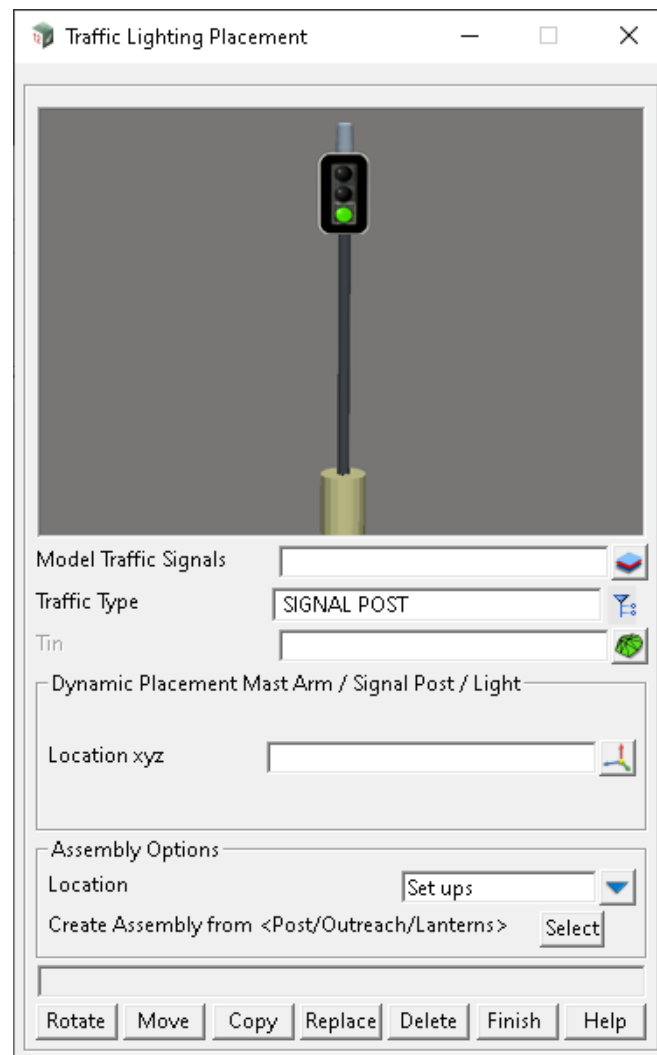 Traffic Lighting Placement
Model Traffic Signals
Traffic Type SIGNAL POST
Tin
Dynamic Placement Mast Arm / Signal Post / Light
Location xyz
Assembly Options
Location Set ups
Create Assembly from <Post/Outreach/Lanterns> Select
Rotate Move Copy Replace Delete Finish Help